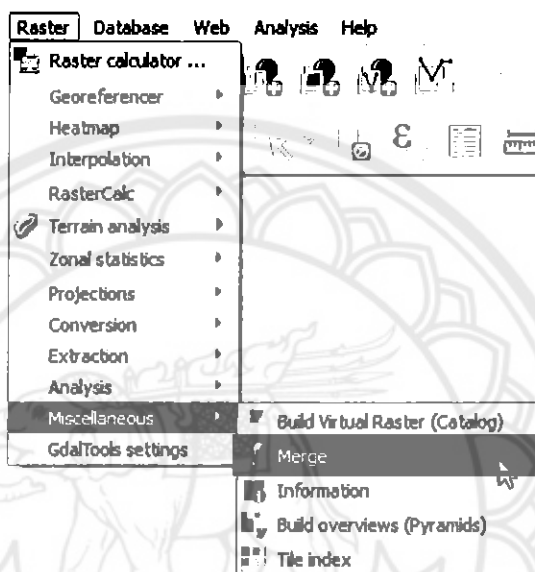 Raster Database Web Analysis Help
Raster calculator ...
Georeferencer
Heatmap
Interpolation
RasterCalc
Terrain analysis
Zonal statistics
Projections
Conversion
Extraction
Analysis
Miscellaneous
GdalTools settings
Build Virtual Raster (Catalog)
Merge
Information
Build overviews (Pyramids)
Tile index